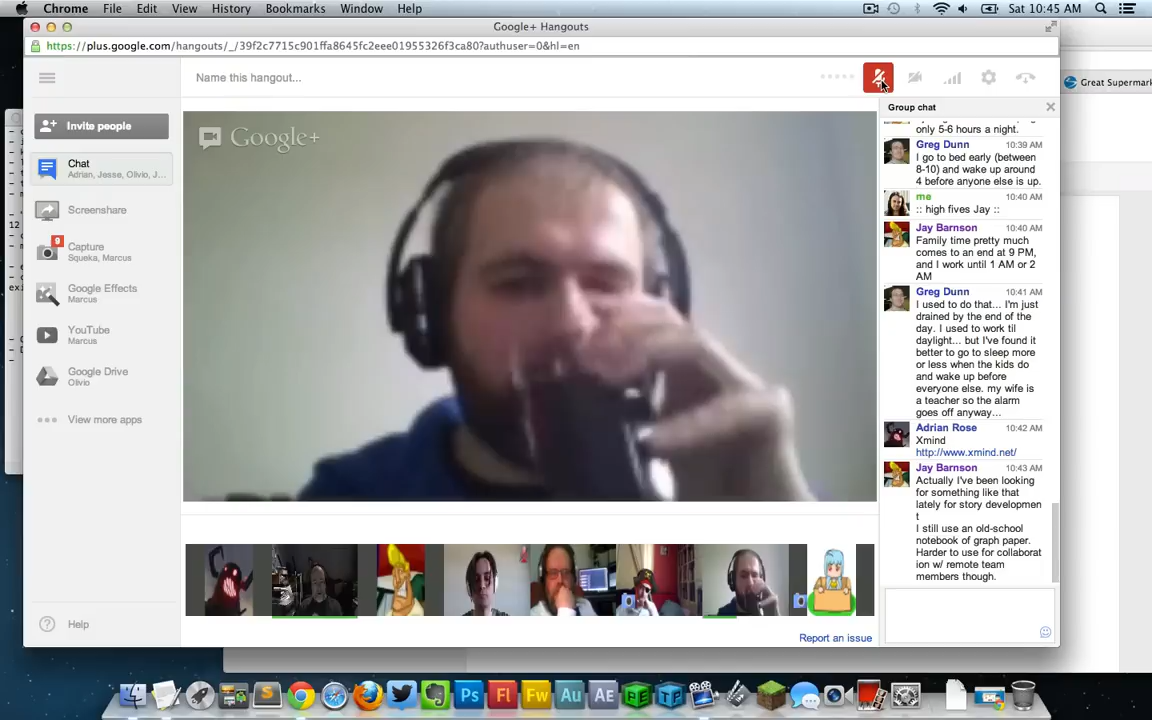 Chrome File Edit View History Bookmarks Window Help
Sat 10:45 AM
Google+ Hangouts
https://plus.google.com/hangouts/_/39f2c7715c901ffa8645fc2eee01955326f3ca80?authuser=0&hl=en
Name this hangout...
Great Supermark
Invite people
Chat
Adrian, Jesse, Olivio, J...
Screenshare
9
Capture
Squeka, Marcus
Google Effects
Marcus
YouTube
Marcus
Google Drive
Olivio
View more apps
Help
Google+
Group chat
only 5-6 hours a night.
Greg Dunn 10:39 AM
I go to bed early (between
8-10) and wake up around
4 before anyone else is up.
me 10:40 AM
:: high fives Jay ::
Jay Barnson 10:40 AM
Family time pretty much
comes to an end at 9 PM,
and I work until 1 AM or 2
AM
Greg Dunn 10:41 AM
I used to do that... I'm just
drained by the end of the
day. I used to work til
daylight... but I've found it
better to go to sleep more
or less when the kids do
and wake up before
everyone else. my wife is
a teacher so the alarm
goes off anyway...
Adrian Rose 10:42 AM
Xmind
http://www.xmind.net/
Jay Barnson 10:43 AM
Actually I've been looking
for something like that
lately for story developmen
t
I still use an old-school
notebook of graph paper.
Harder to use for collaborat
ion w/ remote team
members though.
Report an issue
Ps Fl Fw Au Ae